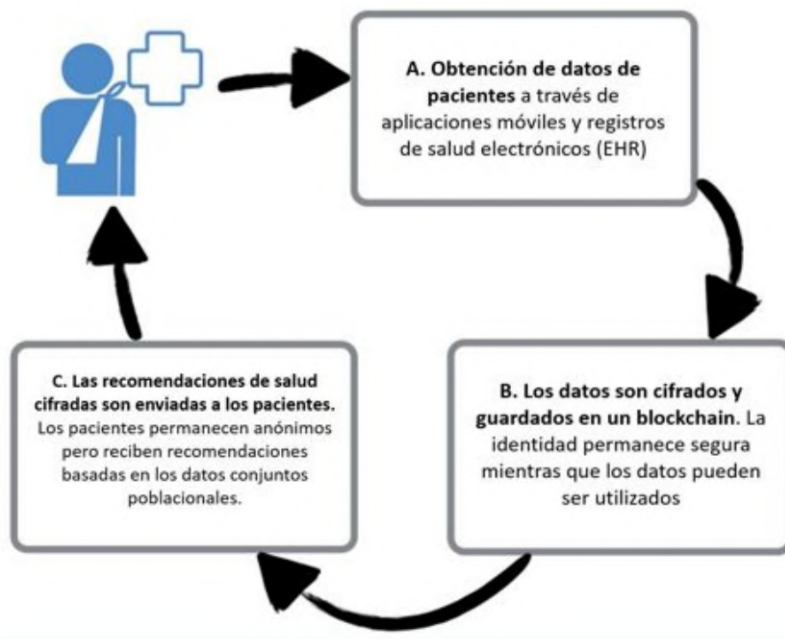 A. Obtención de datos de
pacientes a través de
aplicaciones móviles y registros
de salud electrónicos (EHR)
B. Los datos son cifrados y
guardados en un blockchain. La
identidad permanece segura
mientras que los datos pueden
ser utilizados
C. Las recomendaciones de salud
cifradas son enviadas a los pacientes.
Los pacientes permanecen anónimos
pero reciben recomendaciones
basadas en los datos conjuntos
poblacionales.